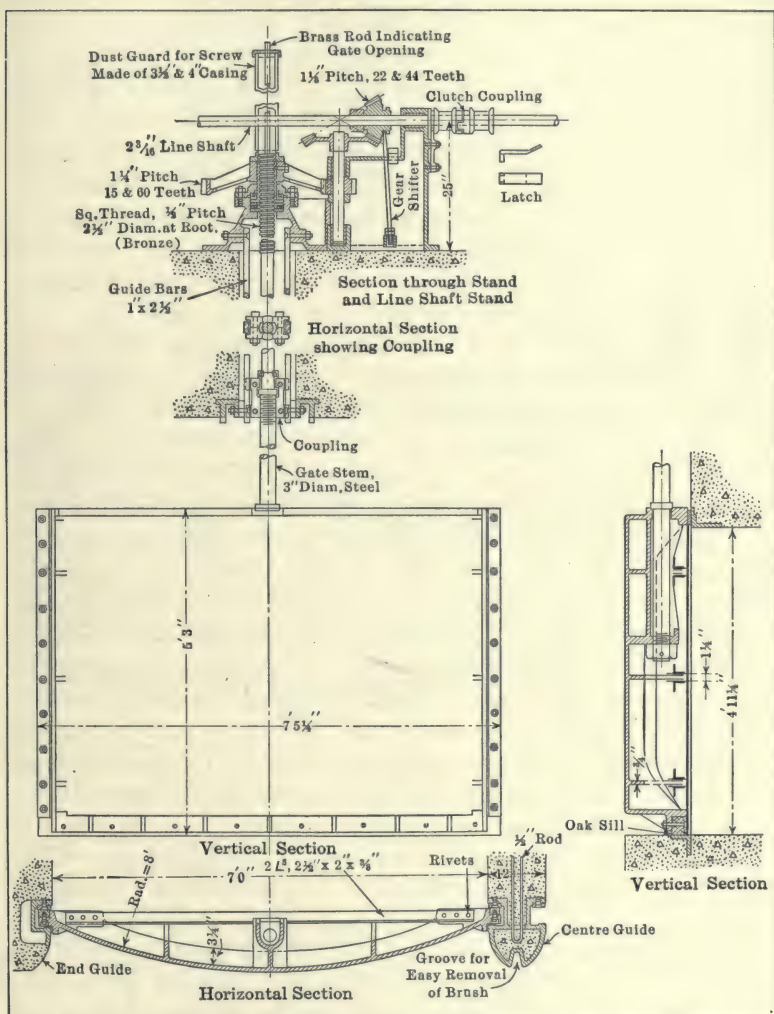 Brass Rod Indicating
Gate Opening
Dust Guard for Screw
Made of 3½" & 4" Casing
1⅛" Pitch, 22 & 44 Teeth
Clutch Coupling
2 3/16" Line Shaft
1¼" Pitch
15 & 60 Teeth
Gear Shifter
25"
Latch
Sq. Thread, ½" Pitch
2½" Diam. at Root.
(Bronze)
Guide Bars
1" x 2½"
Section through Stand
and Line Shaft Stand
Horizontal Section
showing Coupling
Coupling
Gate Stem,
3" Diam, Steel
5'3"
7'5¼"
1¼"
4'11¼"
¾"
Oak Sill
Vertical Section
Vertical Section
½" Rod
Rad. = 8'
7'0"
2 Lˢ, 2½" x 2" x ⅜"
Rivets
12"
3¼"
End Guide
Centre Guide
Groove for
Easy Removal
of Brush
Horizontal Section